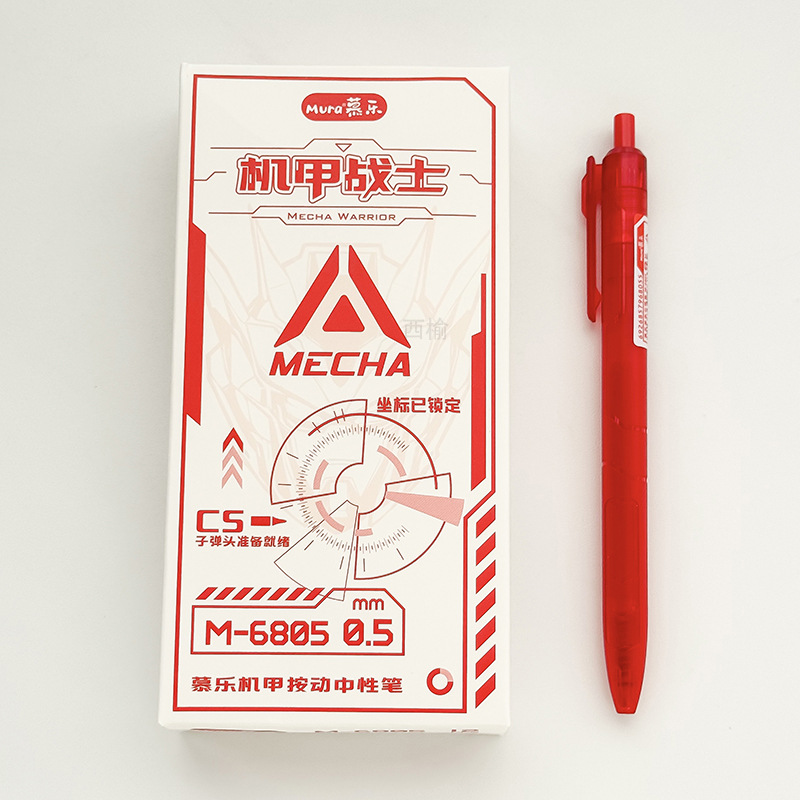 Mura®慕乐
机甲战士
MECHA WARRIOR
MECHA
西榆
坐标已锁定
CS
子弹头准备就绪
mm
M-6805 0.5
慕乐机甲按动中性笔
6926857968055